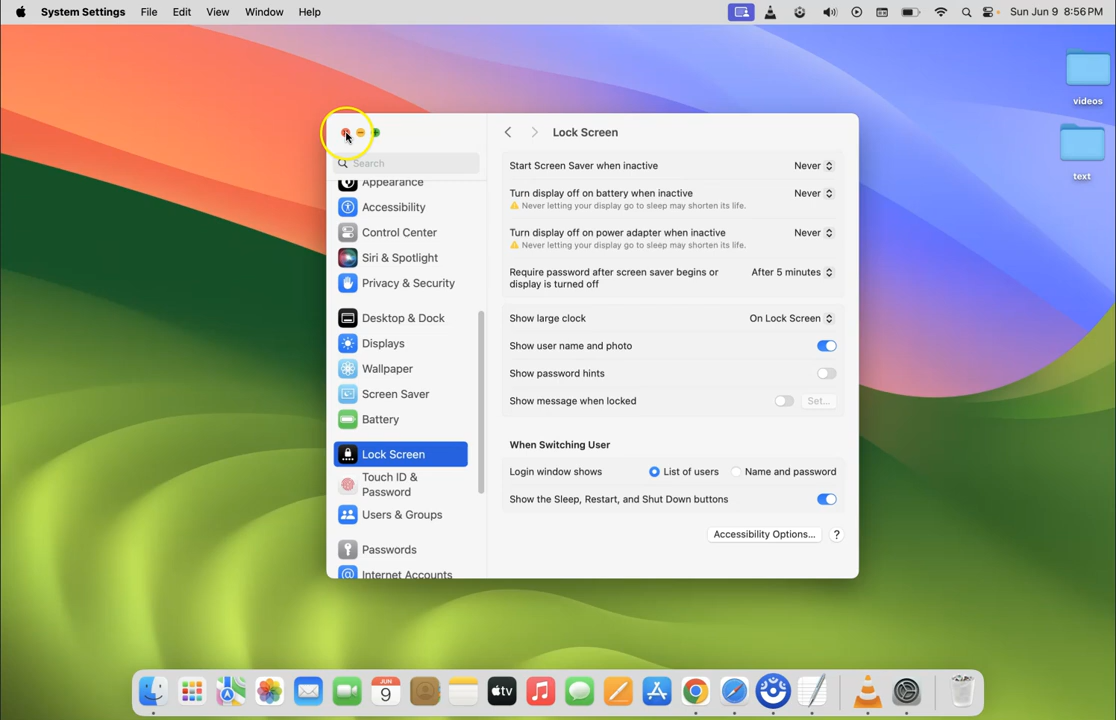 System Settings File Edit View Window Help Sun Jun 9 8:56 PM
videos
text
Search
Appearance
Accessibility
Control Center
Siri & Spotlight
Privacy & Security
Desktop & Dock
Displays
Wallpaper
Screen Saver
Battery
Lock Screen
Touch ID &
Password
Users & Groups
Passwords
Internet Accounts
Lock Screen
Start Screen Saver when inactive Never
Turn display off on battery when inactive Never
Never letting your display go to sleep may shorten its life.
Turn display off on power adapter when inactive Never
Never letting your display go to sleep may shorten its life.
Require password after screen saver begins or
display is turned off After 5 minutes
Show large clock On Lock Screen
Show user name and photo
Show password hints
Show message when locked Set...
When Switching User
Login window shows List of users Name and password
Show the Sleep, Restart, and Shut Down buttons
Accessibility Options... ?
JUN
9
tv